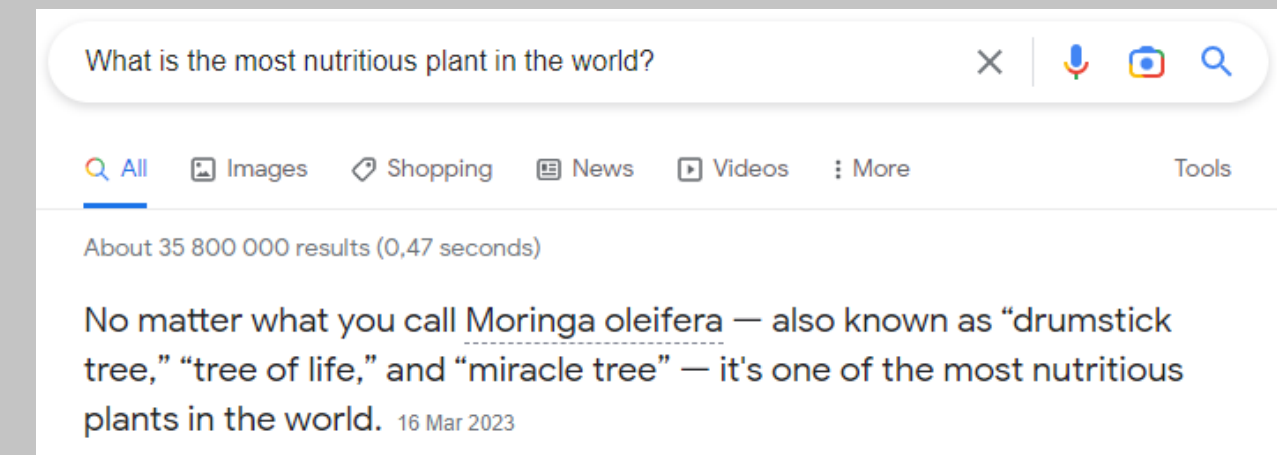 What is the most nutritious plant in the world?
All Images Shopping News Videos More Tools
About 35 800 000 results (0,47 seconds)
No matter what you call Moringa oleifera — also known as “drumstick
tree,” “tree of life,” and “miracle tree” — it's one of the most nutritious
plants in the world. 16 Mar 2023